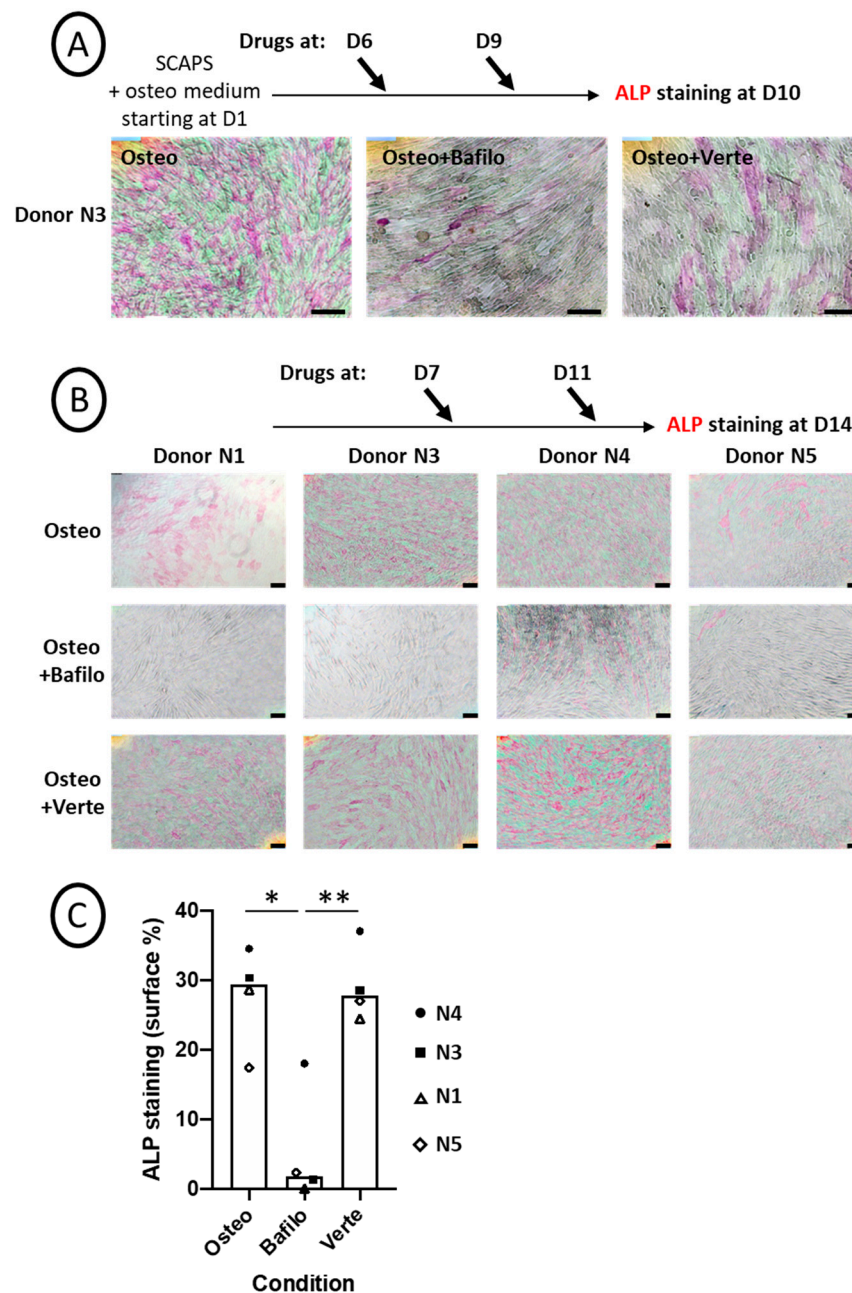 A
Drugs at: D6 D9
SCAPS
+ osteo medium
starting at D1
ALP staining at D10
Osteo Osteo+Bafilo Osteo+Verte
Donor N3
B
Drugs at: D7 D11
ALP staining at D14
Donor N1 Donor N3 Donor N4 Donor N5
Osteo
Osteo
+Bafilo
Osteo
+Verte
C
* **
40
30
20
10
0
ALP staining (surface %)
N4
N3
N1
N5
Osteo Bafilo Verte
Condition